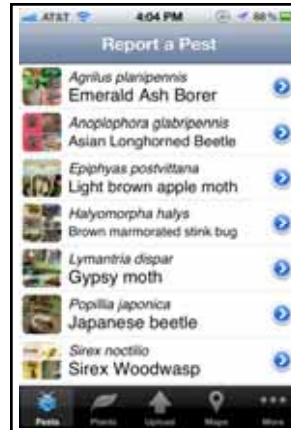 AT&T 4:04 PM 88%
Report a Pest
Agrilus planipennis
Emerald Ash Borer
Anoplophora glabripennis
Asian Longhorned Beetle
Epiphyas postvittana
Light brown apple moth
Halyomorpha halys
Brown marmorated stink bug
Lymantria dispar
Gypsy moth
Popillia japonica
Japanese beetle
Sirex noctilio
Sirex Woodwasp
Pests Plants Upload Maps More